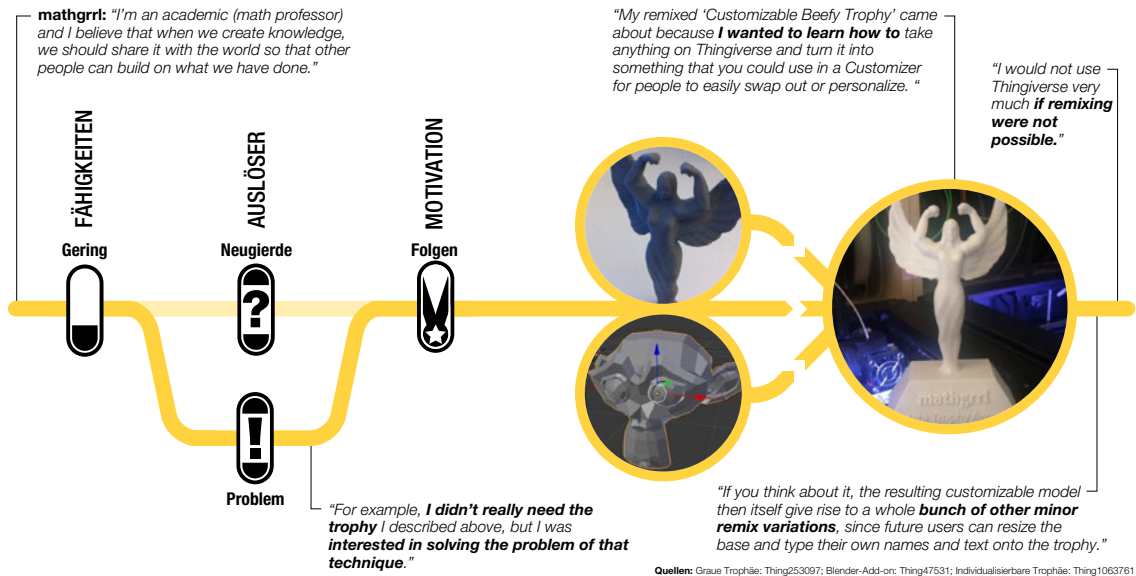 mathgrrl: “I’m an academic (math professor)
and I believe that when we create knowledge,
we should share it with the world so that other
people can build on what we have done.”
“My remixed ‘Customizable Beefy Trophy’ came
about because I wanted to learn how to take
anything on Thingiverse and turn it into
something that you could use in a Customizer
for people to easily swap out or personalize. “
“I would not use
Thingiverse very
much if remixing
were not
possible.”
FÄHIGKEITEN
AUSLÖSER
MOTIVATION
Gering
Neugierde
Folgen
?
!
Problem
mathgrrl
“For example, I didn’t really need the
trophy I described above, but I was
interested in solving the problem of that
technique.”
“If you think about it, the resulting customizable model
then itself give rise to a whole bunch of other minor
remix variations, since future users can resize the
base and type their own names and text onto the trophy.”
Quellen: Graue Trophäe: Thing253097; Blender-Add-on: Thing47531; Individualisierbare Trophäe: Thing1063761